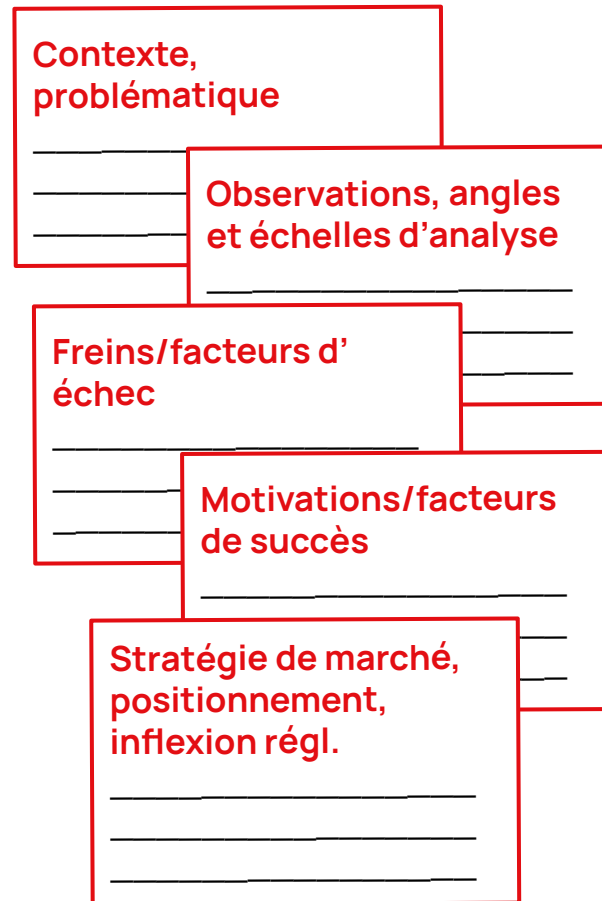 Contexte,
problématique
Observations, angles
et échelles d’analyse
Freins/facteurs d’
échec
Motivations/facteurs
de succès
Stratégie de marché,
positionnement,
inflexion régl.